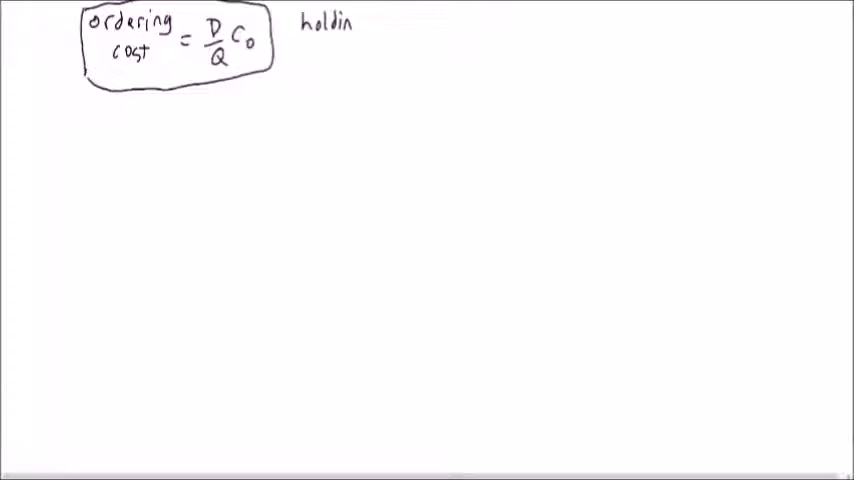 ordering cost = D/Q C₀
holdin